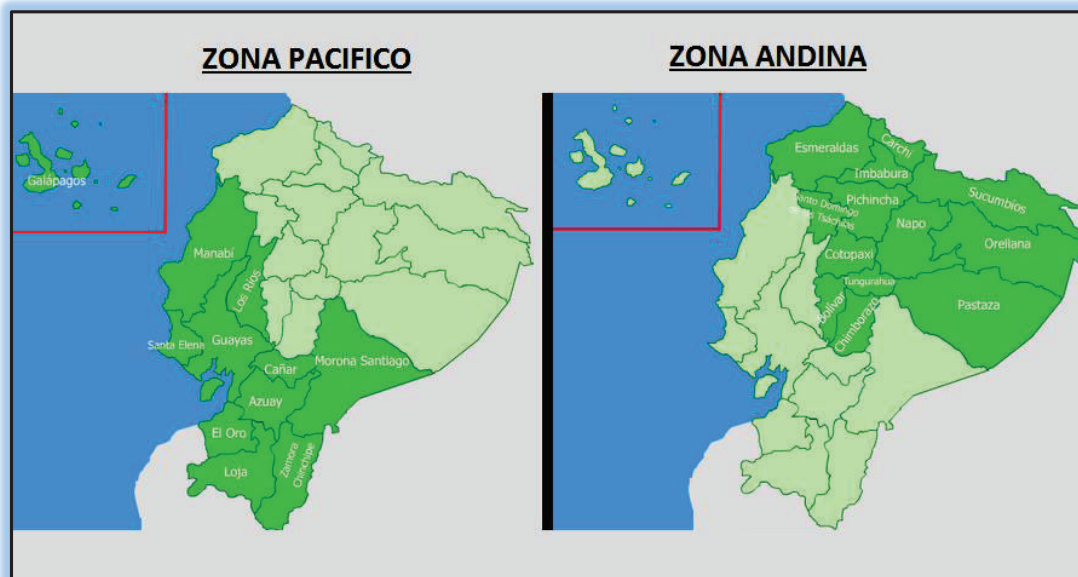 ZONA PACIFICO
Galápagos
Manabí
Los Ríos
Santa Elena
Guayas
Cañar
Morona Santiago
Azuay
El Oro
Loja
Zamora
Chinchipe
ZONA ANDINA
Esmeraldas
Carchi
Imbabura
Sucumbíos
Santo Domingo
de los Tsáchilas
Pichincha
Napo
Orellana
Cotopaxi
Tungurahua
Pastaza
Bolívar
Chimborazo